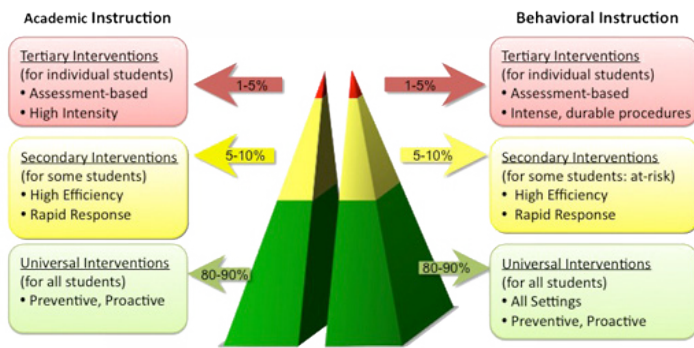 Academic Instruction
Tertiary Interventions
(for individual students)
• Assessment-based
• High Intensity
1-5%
Secondary Interventions
(for some students)
• High Efficiency
• Rapid Response
5-10%
Universal Interventions
(for all students)
• Preventive, Proactive
80-90%
Behavioral Instruction
1-5%
Tertiary Interventions
(for individual students)
• Assessment-based
• Intense, durable procedures
5-10%
Secondary Interventions
(for some students: at-risk)
• High Efficiency
• Rapid Response
80-90%
Universal Interventions
(for all students)
• All Settings
• Preventive, Proactive